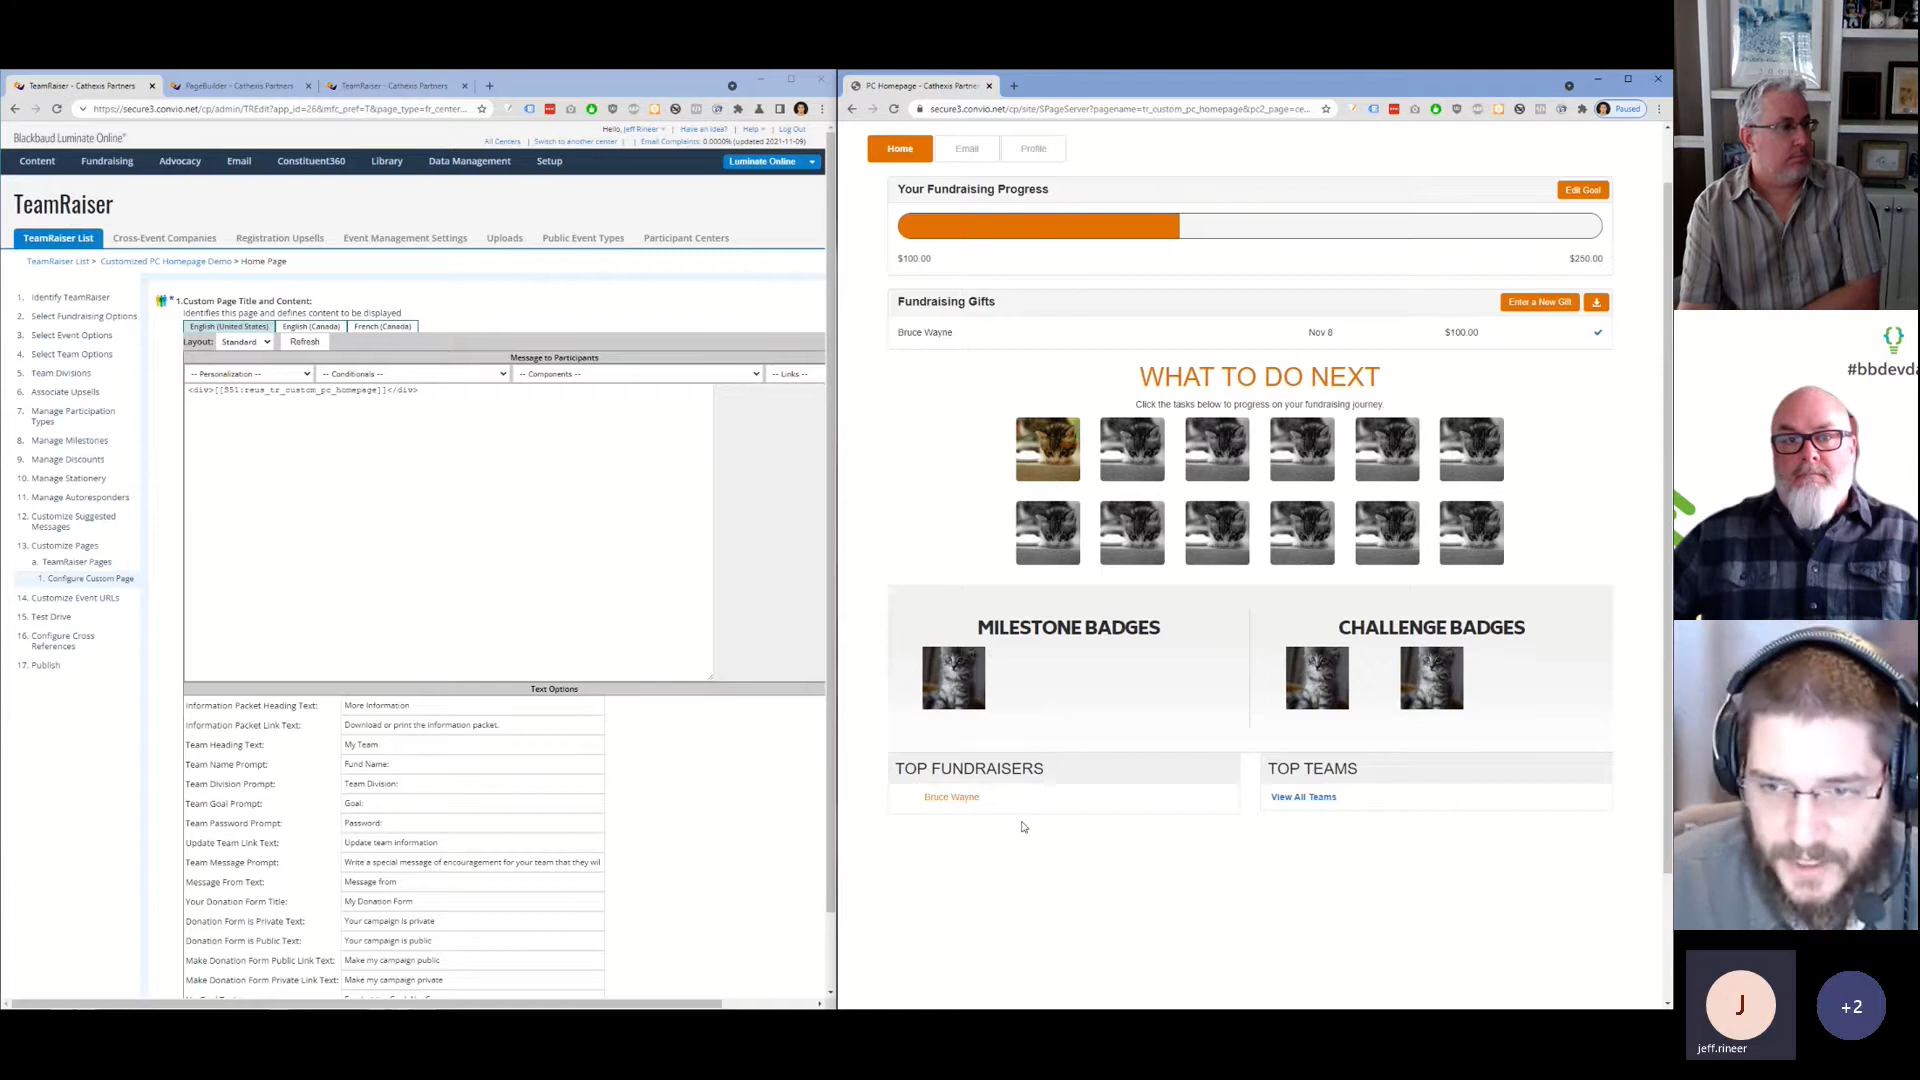 TeamRaiser - Cathexis Partners
PageBuilder - Cathexis Partners
TeamRaiser - Cathexis Partners
https://secure3.convio.net/cp/admin/TREdit?app_id=26&mfc_pref=T&page_type=fr_center...
Blackbaud Luminate Online®
Hello, Jeff Rineer
Have an Idea?
Help
Log Out
All Centers | Switch to another center | Email Complaints: 0.0000% (updated 2021-11-09)
Content
Fundraising
Advocacy
Email
Constituent360
Library
Data Management
Setup
Luminate Online
TeamRaiser
TeamRaiser List
Cross-Event Companies
Registration Upsells
Event Management Settings
Uploads
Public Event Types
Participant Centers
TeamRaiser List > Customized PC Homepage Demo > Home Page
1. Identify TeamRaiser
2. Select Fundraising Options
3. Select Event Options
4. Select Team Options
5. Team Divisions
6. Associate Upsells
7. Manage Participation
Types
8. Manage Milestones
9. Manage Discounts
10. Manage Stationery
11. Manage Autoresponders
12. Customize Suggested
Messages
13. Customize Pages
a. TeamRaiser Pages
1. Configure Custom Page
14. Customize Event URLs
15. Test Drive
16. Configure Cross
References
17. Publish
* 1.Custom Page Title and Content:
Identifies this page and defines content to be displayed
English (United States)
English (Canada)
French (Canada)
Layout:
Standard
Refresh
Message to Participants
-- Personalization --
-- Conditionals --
-- Components --
-- Links --
<div>[[S51:reus_tr_custom_pc_homepage]]</div>
Text Options
Information Packet Heading Text: More Information
Information Packet Link Text: Download or print the information packet.
Team Heading Text: My Team
Team Name Prompt: Fund Name:
Team Division Prompt: Team Division:
Team Goal Prompt: Goal:
Team Password Prompt: Password:
Update Team Link Text: Update team information
Team Message Prompt: Write a special message of encouragement for your team that they wil
Message From Text: Message from
Your Donation Form Title: My Donation Form
Donation Form is Private Text: Your campaign is private
Donation Form is Public Text: Your campaign is public
Make Donation Form Public Link Text: Make my campaign public
Make Donation Form Private Link Text: Make my campaign private
PC Homepage - Cathexis Partner
https://secure3.convio.net/cp/site/SPageServer?pagename=tr_custom_pc_homepage&pc2_page=ce...
Paused
Home
Email
Profile
Your Fundraising Progress
Edit Goal
$100.00
$250.00
Fundraising Gifts
Enter a New Gift
Bruce Wayne
Nov 8
$100.00
WHAT TO DO NEXT
Click the tasks below to progress on your fundraising journey.
MILESTONE BADGES
CHALLENGE BADGES
TOP FUNDRAISERS
TOP TEAMS
Bruce Wayne
View All Teams
#bbdevda
J
jeff.rineer
+2